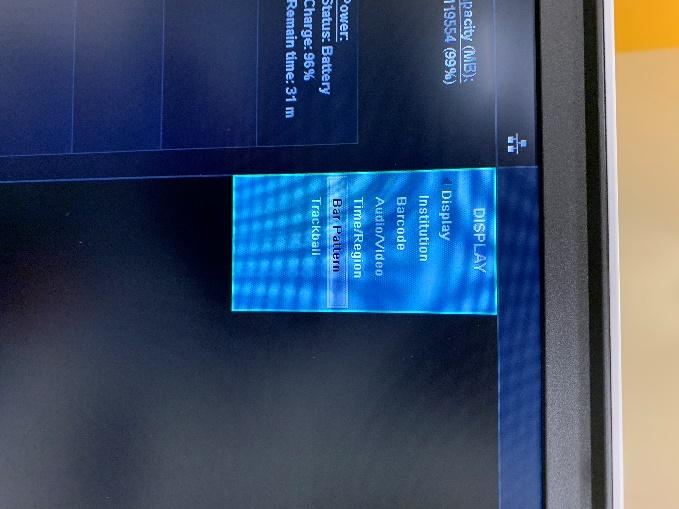 pacity (MB):
119554 (99%)
Power:
Status: Battery
Charge: 96%
Remain time: 31 m
DISPLAY
Display
Institution
Barcode
Audio/Video
Time/Region
Bar Pattern
Trackball